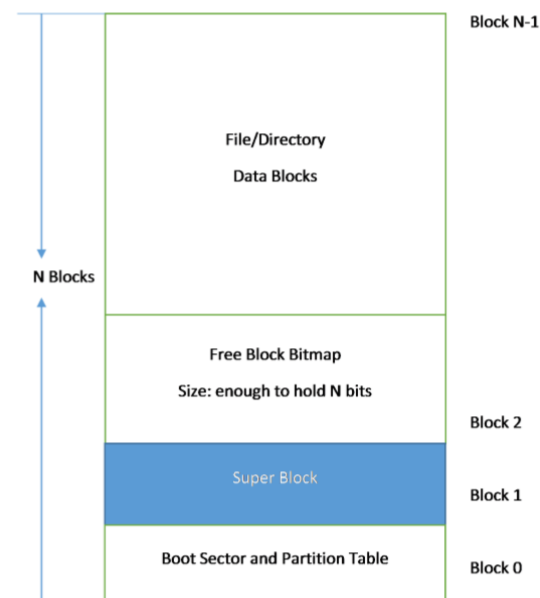 Block N-1
File/Directory
Data Blocks
N Blocks
Free Block Bitmap
Size: enough to hold N bits
Block 2
Super Block
Block 1
Boot Sector and Partition Table
Block 0